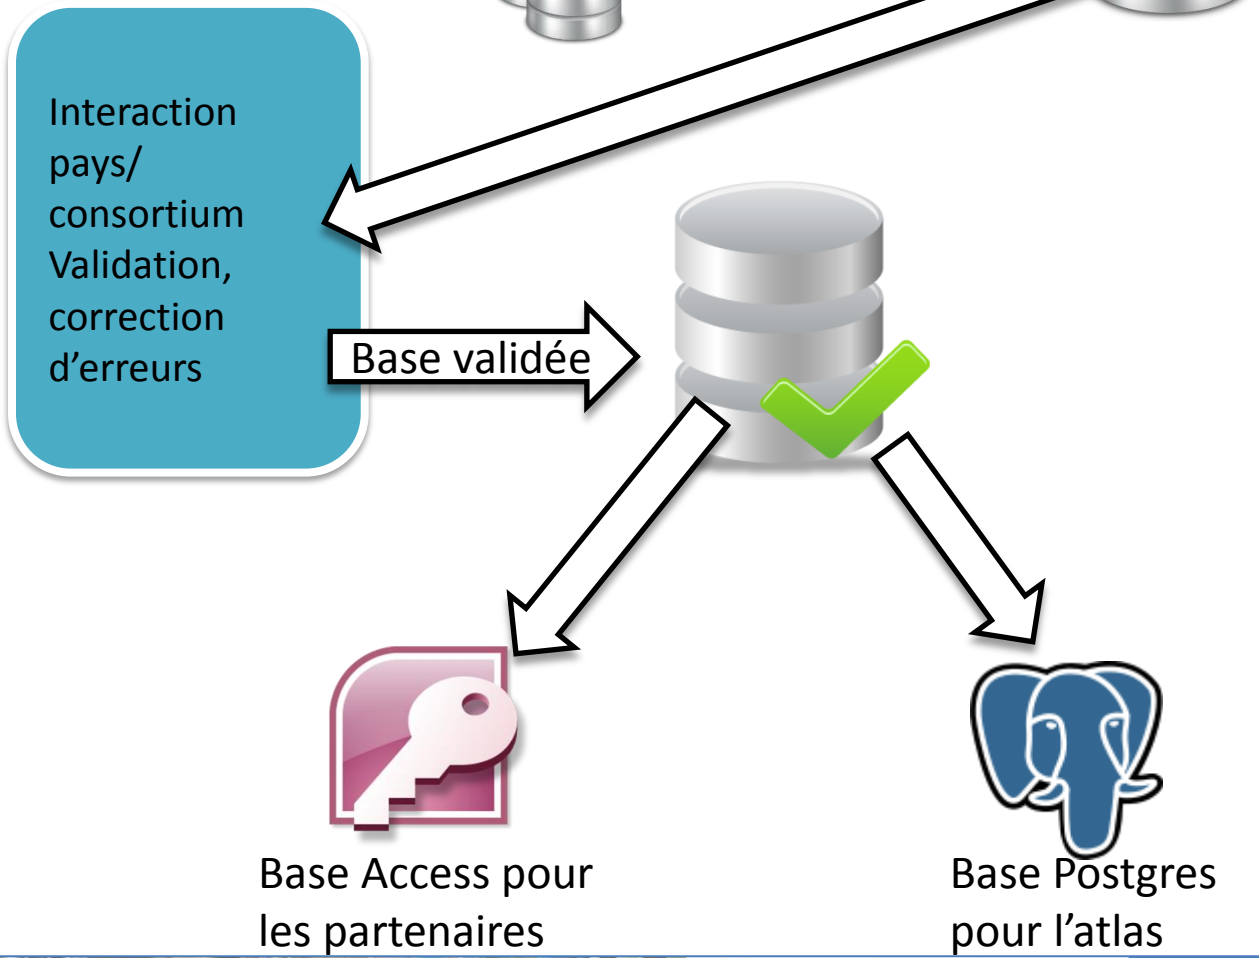 Interaction
pays/
consortium
Validation,
correction
d’erreurs
Base validée
Base Access pour
les partenaires
Base Postgres
pour l’atlas